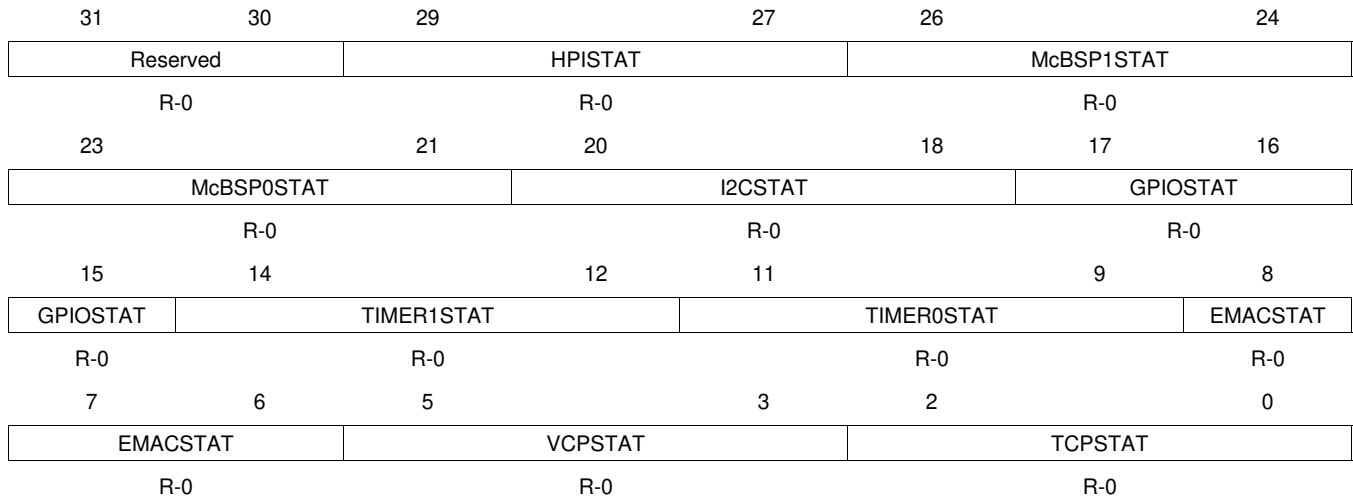 31 30 29 27 26 24
Reserved HPISTAT McBSP1STAT
R-0 R-0 R-0
23 21 20 18 17 16
McBSP0STAT I2CSTAT GPIOSTAT
R-0 R-0 R-0
15 14 12 11 9 8
GPIOSTAT TIMER1STAT TIMER0STAT EMACSTAT
R-0 R-0 R-0 R-0
7 6 5 3 2 0
EMACSTAT VCPSTAT TCPSTAT
R-0 R-0 R-0